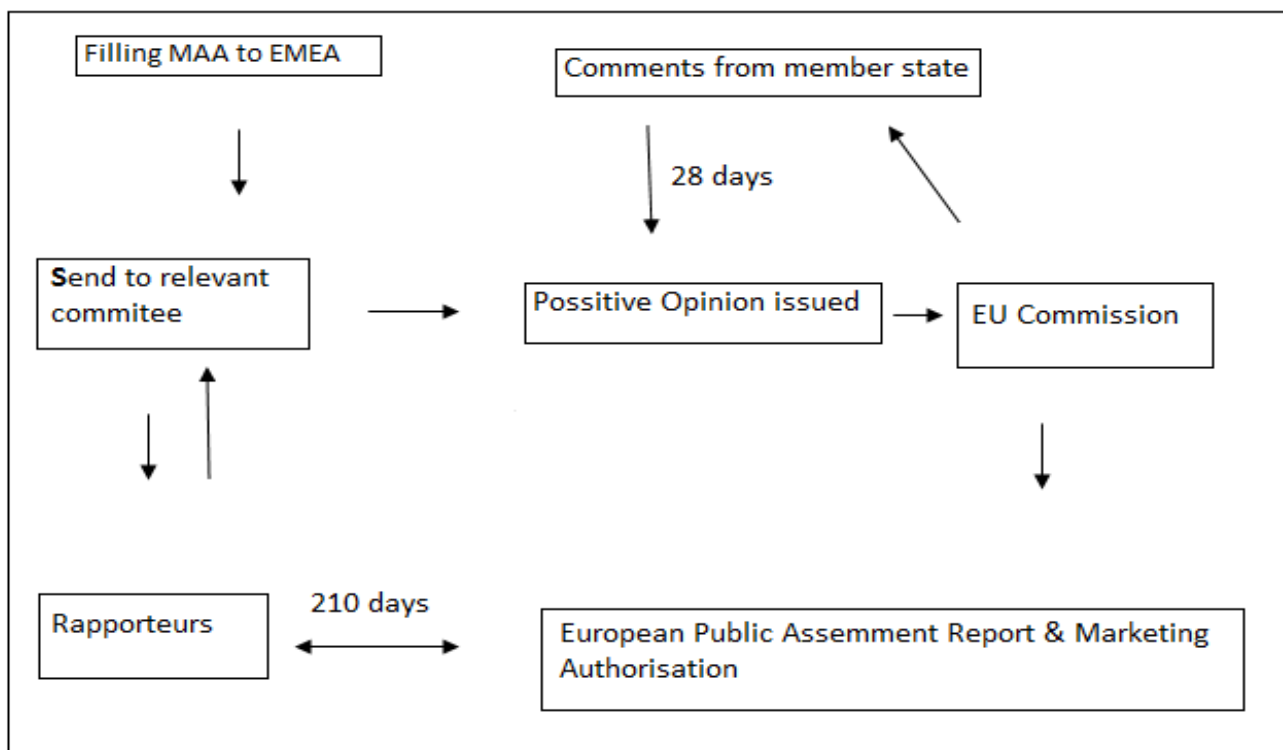 Filling MAA to EMEA
Comments from member state
28 days
Send to relevant
commitee
Possitive Opinion issued
EU Commission
210 days
Rapporteurs
European Public Assemment Report & Marketing
Authorisation